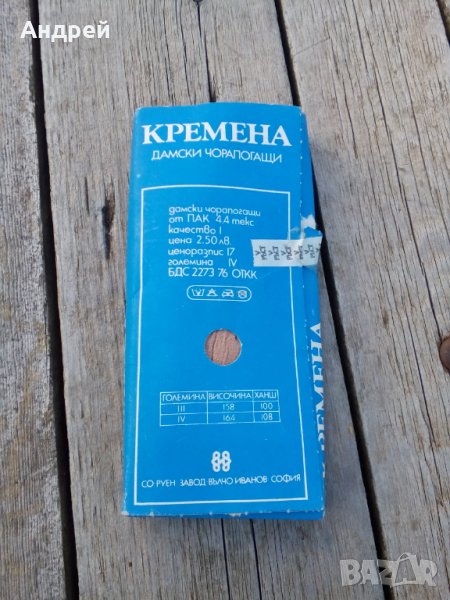 Андрей
КРЕМЕНА
ДАМСКИ ЧОРАПОГАЩИ
дамски чорапогащи
от ПАК 4.4 текс
качество I
цена 2.50 лв.
ценоразпис 17
големина IV
БДС 2273 76 ОТКК
ГОЛЕМИНА ВИСОЧИНА ХАНШ
III 158 100
IV 164 108
СО РУЕН ЗАВОД ВЪЛЧО ИВАНОВ СОФИЯ
КРЕМЕНА
BAZAR